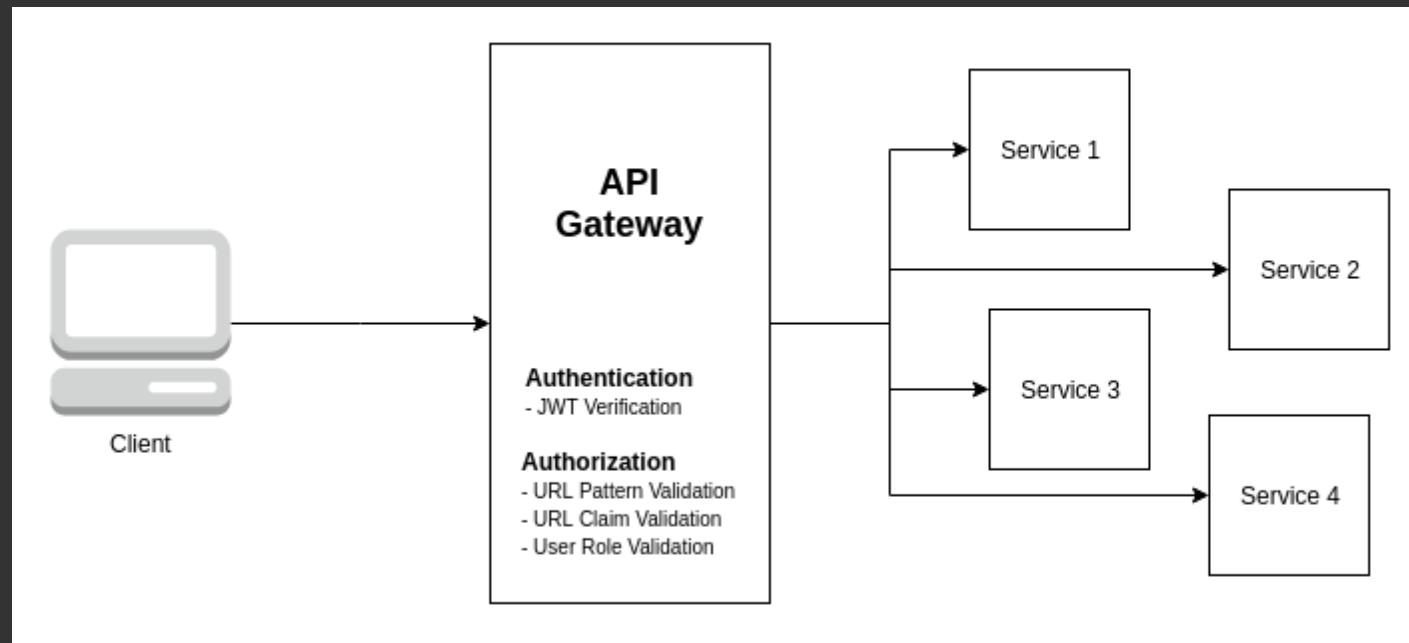 API
Gateway
Authentication
- JWT Verification
Authorization
- URL Pattern Validation
- URL Claim Validation
- User Role Validation
Client
Service 1
Service 2
Service 3
Service 4